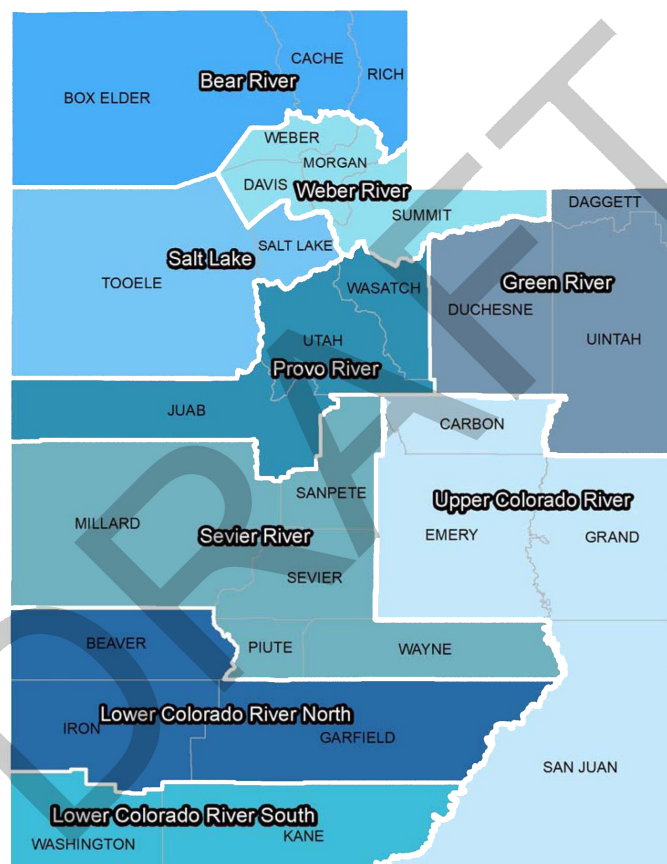 CACHE
Bear River
RICH
BOX ELDER
WEBER
MORGAN
DAVIS
Weber River
DAGGETT
SUMMIT
SALT LAKE
Salt Lake
TOOELE
WASATCH
Green River
DUCHESNE
UTAH
UINTAH
Provo River
JUAB
CARBON
SANPETE
Upper Colorado River
MILLARD
Sevier River
EMERY
GRAND
SEVIER
BEAVER
PIUTE
WAYNE
Lower Colorado River North
IRON
GARFIELD
SAN JUAN
Lower Colorado River South
KANE
WASHINGTON
DRAFT